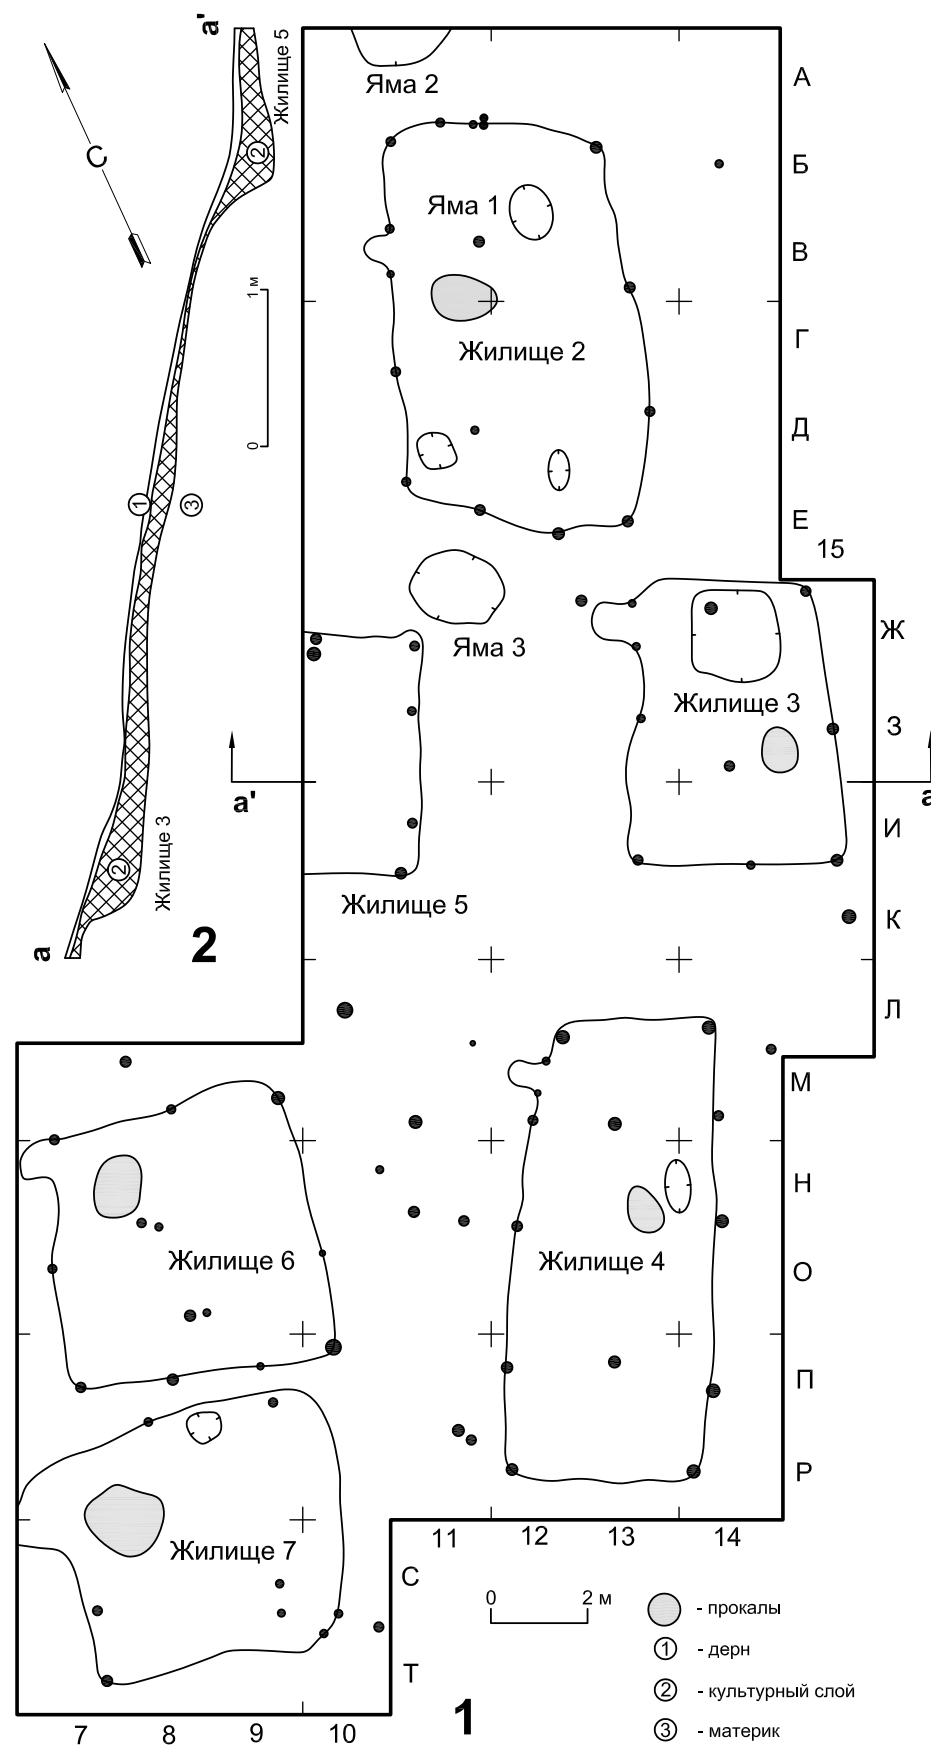 а'
Жилище 5
2
С
1 м
0
1
3
Жилище 3
2
а
2
Яма 2
А
Б
Яма 1
В
Жилище 2
Г
Д
Е
15
Яма 3
Ж
Жилище 3
З
а'
а
И
Жилище 5
К
Л
М
Н
Жилище 6
Жилище 4
О
П
Р
Жилище 7
11
12
13
14
С
0
2 м
- прокалы
1 - дерн
Т
2 - культурный слой
7
8
9
10
1
3 - материк